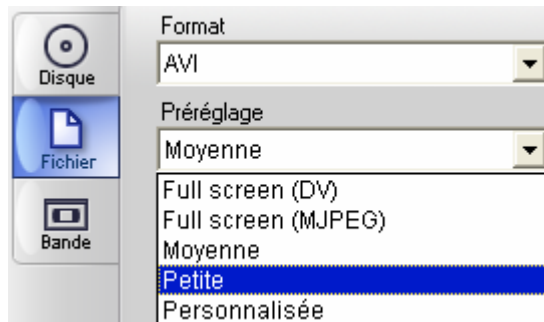 Disque
Fichier
Bande
Format
AVI
Préréglage
Moyenne
Full screen (DV)
Full screen (MJPEG)
Moyenne
Petite
Personnalisée